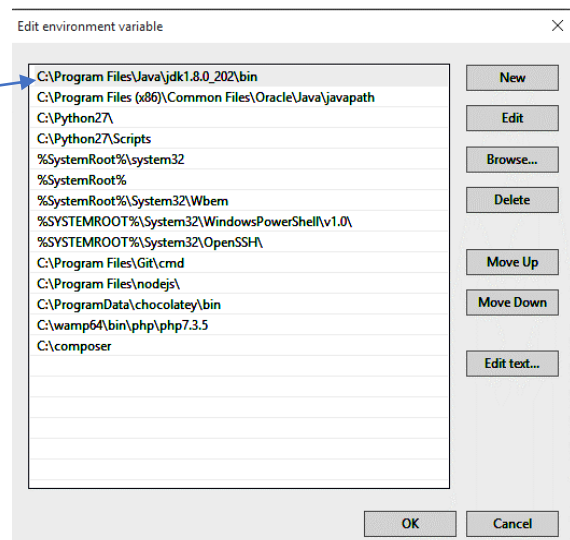 Edit environment variable
C:\Program Files\Java\jdk1.8.0_202\bin
C:\Program Files (x86)\Common Files\Oracle\Java\javapath
C:\Python27\
C:\Python27\Scripts
%SystemRoot%\system32
%SystemRoot%
%SystemRoot%\System32\Wbem
%SYSTEMROOT%\System32\WindowsPowerShell\v1.0\
%SYSTEMROOT%\System32\OpenSSH\
C:\Program Files\Git\cmd
C:\Program Files\nodejs\
C:\ProgramData\chocolatey\bin
C:\wamp64\bin\php\php7.3.5
C:\composer
New
Edit
Browse...
Delete
Move Up
Move Down
Edit text...
OK
Cancel